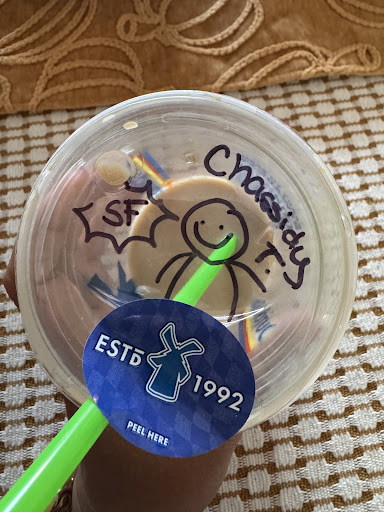 Chassidy
T.
SF
ESTD
1992
PEEL HERE